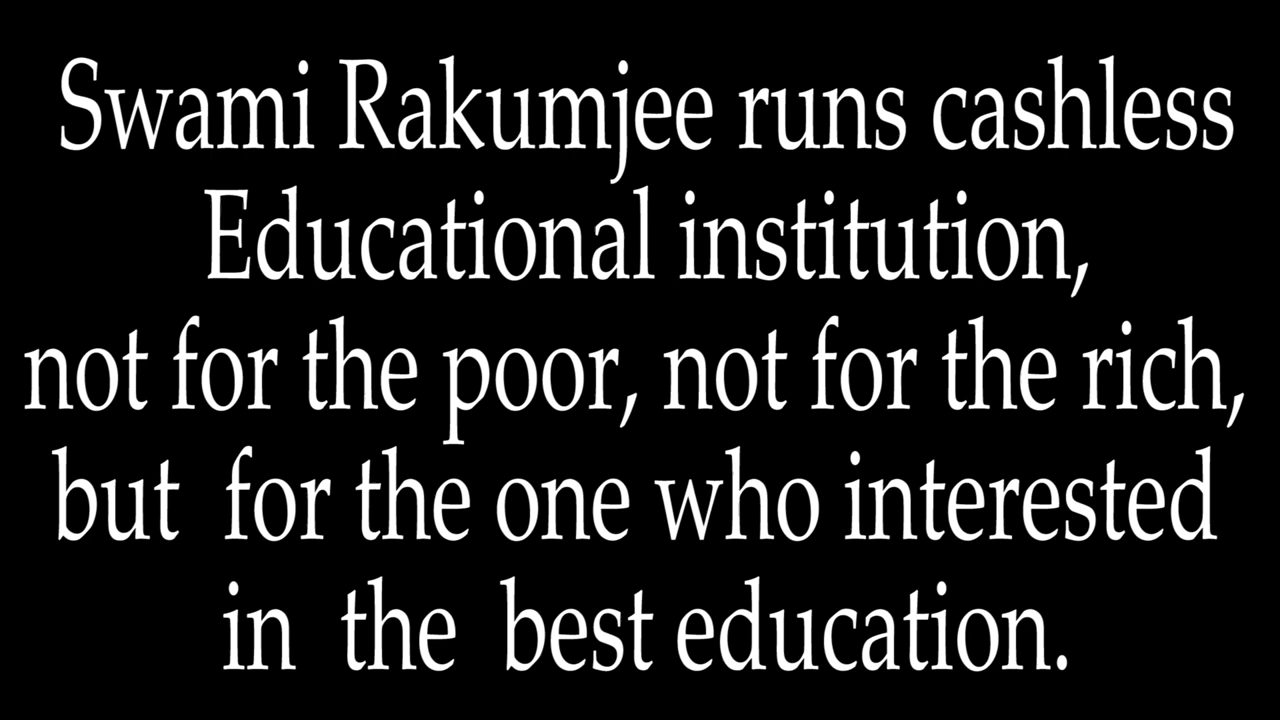 Swami Rakumjee runs cashless
Educational institution,
not for the poor, not for the rich,
but for the one who interested
in the best education.